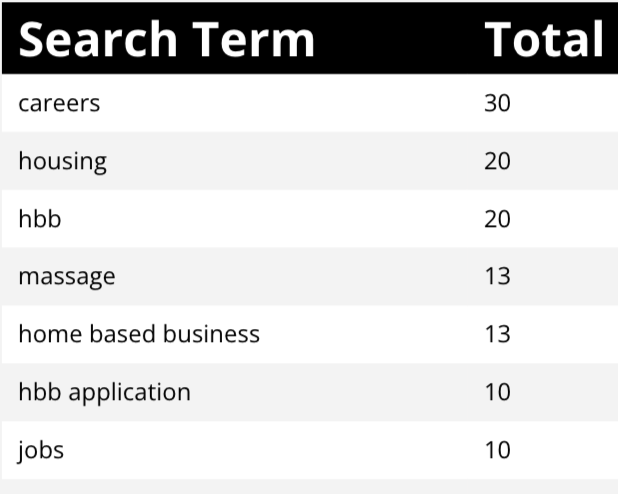 Search Term Total
careers 30
housing 20
hbb 20
massage 13
home based business 13
hbb application 10
jobs 10